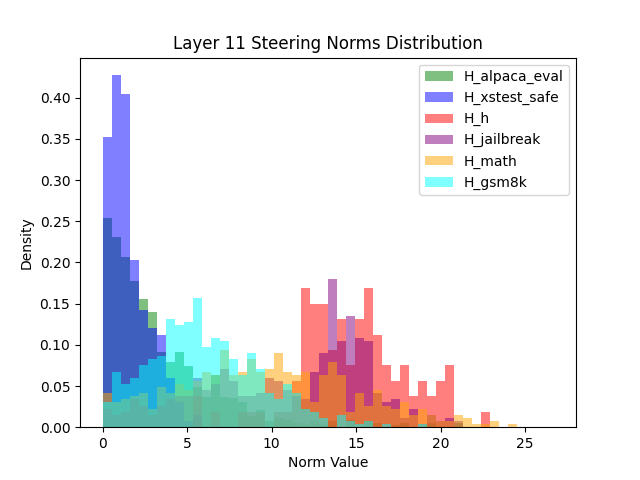 Layer 11 Steering Norms Distribution
H_alpaca_eval
H_xstest_safe
H_h
H_jailbreak
H_math
H_gsm8k
0.40
0.35
0.30
0.25
0.20
0.15
0.10
0.05
0.00
Density
0 5 10 15 20 25
Norm Value